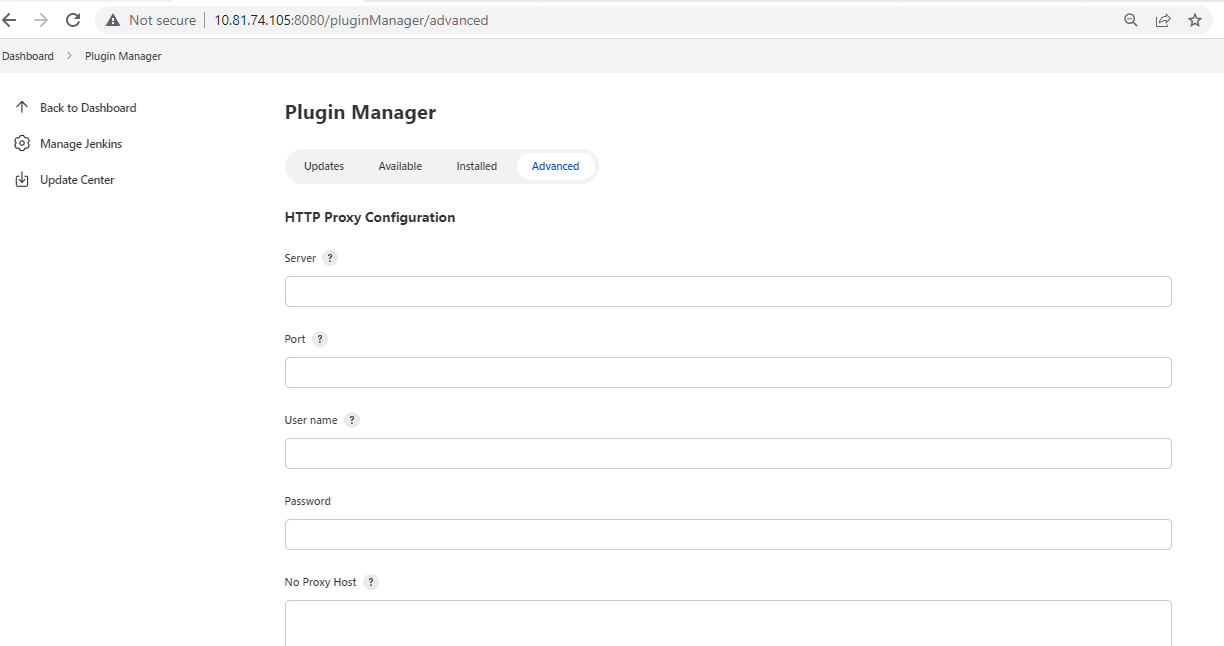 Not secure 10.81.74.105:8080/pluginManager/advanced
Dashboard Plugin Manager
Back to Dashboard
Manage Jenkins
Update Center
Plugin Manager
Updates Available Installed Advanced
HTTP Proxy Configuration
Server ?
Port ?
User name ?
Password
No Proxy Host ?